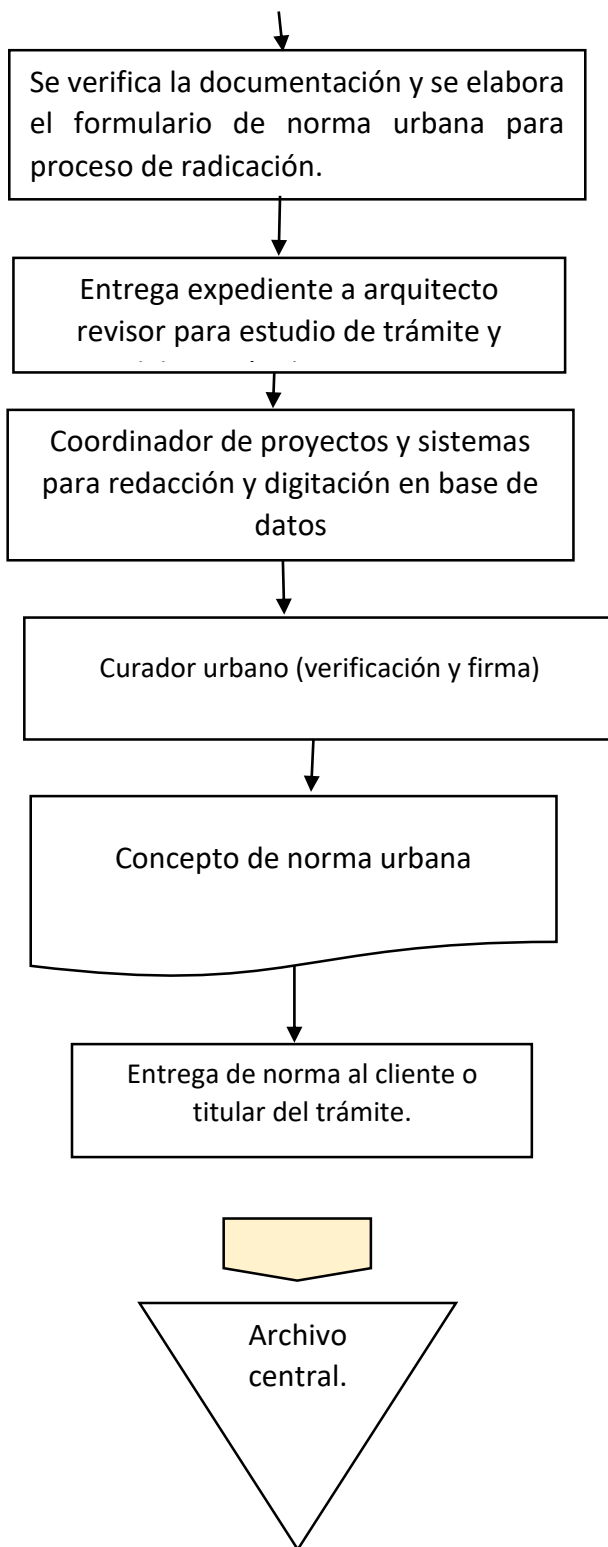 Se verifica la documentación y se elabora
el formulario de norma urbana para
proceso de radicación.
Entrega expediente a arquitecto
revisor para estudio de trámite y
Coordinador de proyectos y sistemas
para redacción y digitación en base de
datos
Curador urbano (verificación y firma)
Concepto de norma urbana
Entrega de norma al cliente o
titular del trámite.
Archivo
central.